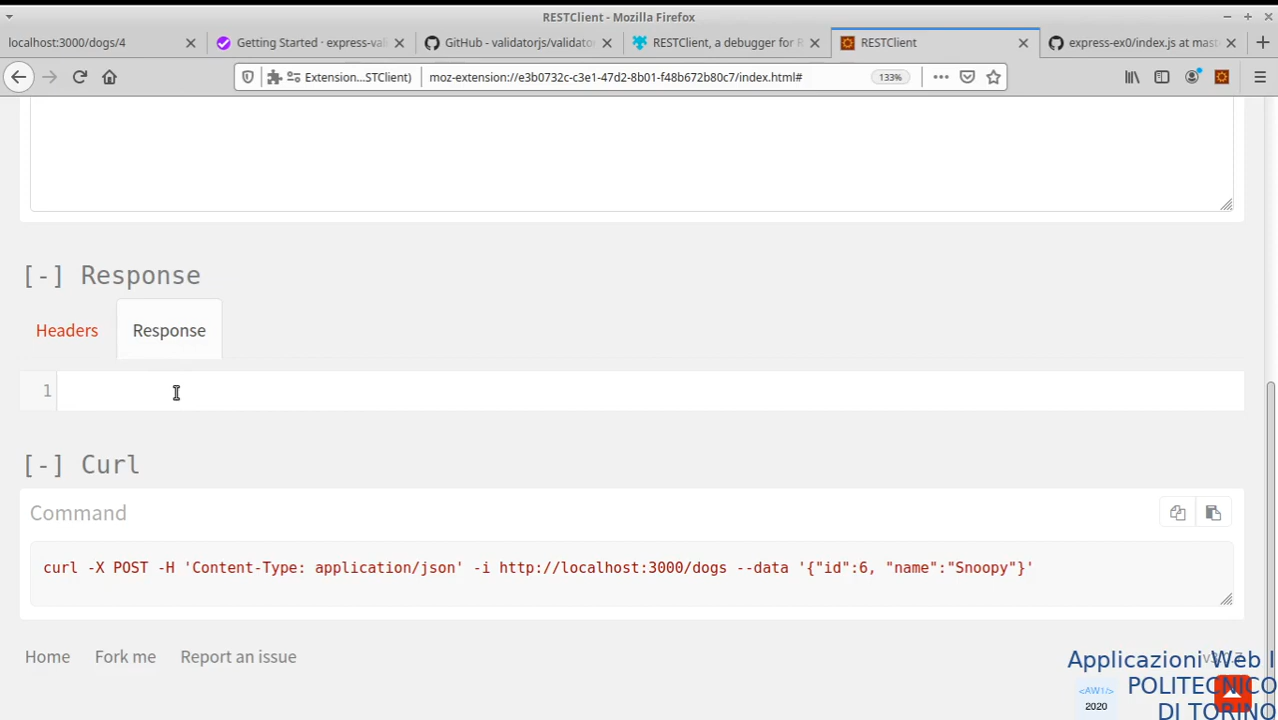 RESTClient - Mozilla Firefox
localhost:3000/dogs/4
Getting Started · express-vali
GitHub - validatorjs/validator
RESTClient, a debugger for R
RESTClient
express-ex0/index.js at mast
Extension...STClient)
moz-extension://e3b0732c-c3e1-47d2-8b01-f48b672b80c7/index.html#
133%
[-] Response
Headers
Response
1
[-] Curl
Command
curl -X POST -H 'Content-Type: application/json' -i http://localhost:3000/dogs --data '{"id":6, "name":"Snoopy"}'
Home
Fork me
Report an issue
Applicazioni Web I
POLITECNICO
DI TORINO
<AW1/>
2020